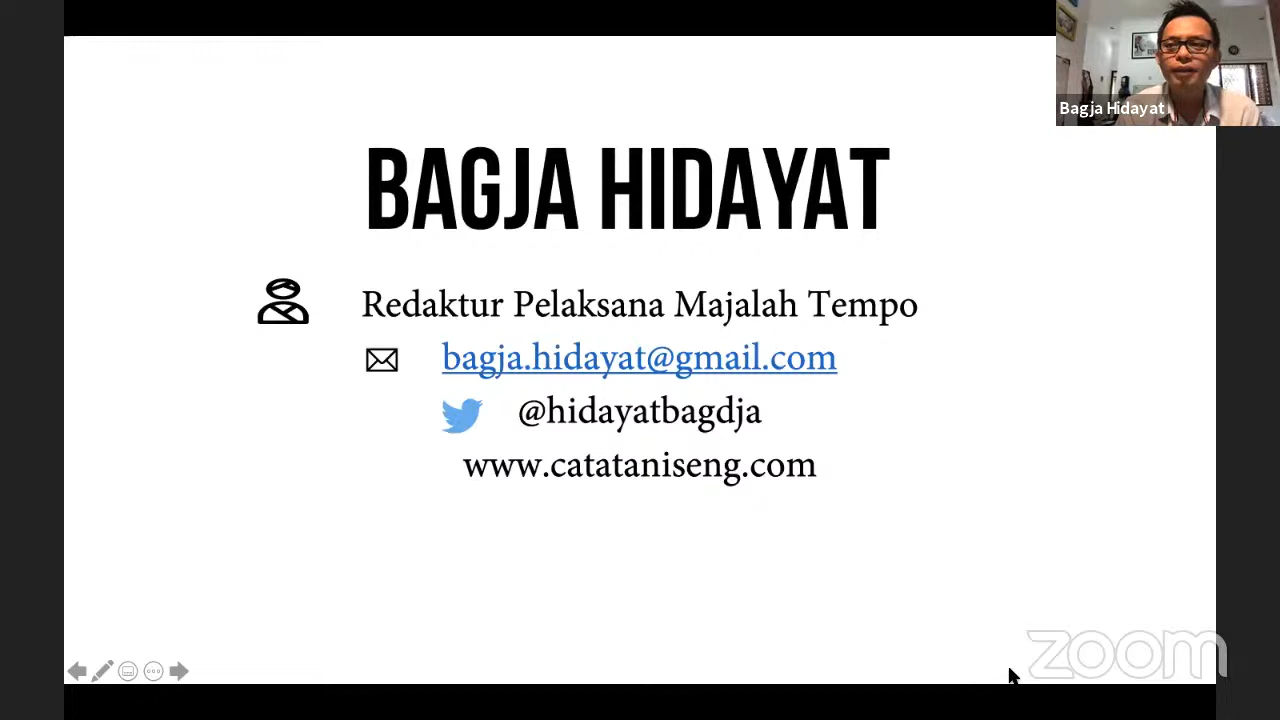 Bagja Hidayat
BAGJA HIDAYAT
Redaktur Pelaksana Majalah Tempo
bagja.hidayat@gmail.com
@hidayatbagdja
www.catataniseng.com
zoom